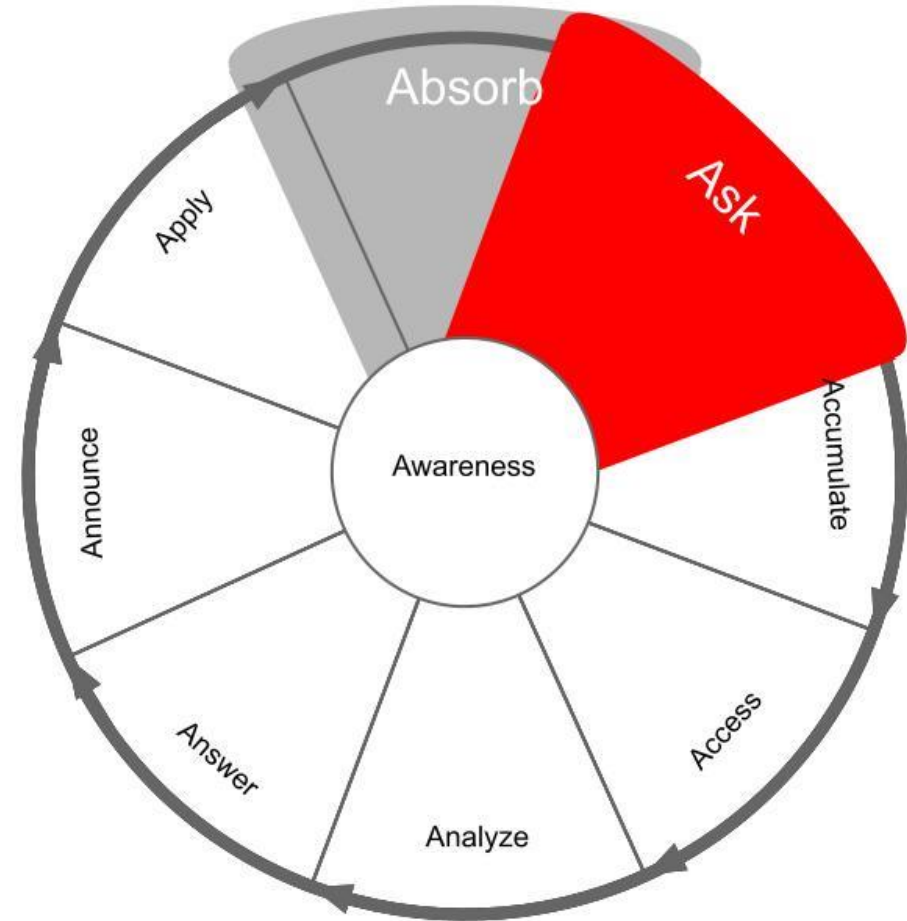 Absorb
Ask
Accumulate
Access
Analyze
Answer
Announce
Apply
Awareness